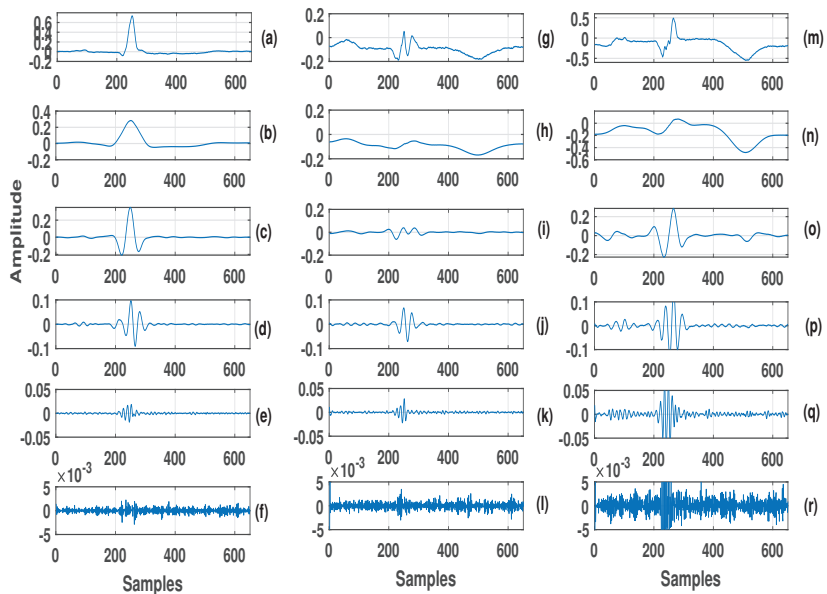 Amplitude
0.6
0.4
0.2
0
-0.2
0 200 400 600
(a)
0.2
0
-0.2
0 200 400 600
(g)
0.5
0
-0.5
0 200 400 600
(m)
0.4
0.2
0
-0.2
0 200 400 600
(b)
0.2
0
-0.2
0 200 400 600
(h)
0
-0.2
-0.4
-0.6
0 200 400 600
(n)
0.2
0
-0.2
0 200 400 600
(c)
0.2
0
-0.2
0 200 400 600
(i)
0.2
0
-0.2
0 200 400 600
(o)
0.1
0
-0.1
0 200 400 600
(d)
0.1
0
-0.1
0 200 400 600
(j)
0.1
0
-0.1
0 200 400 600
(p)
0.05
0
-0.05
0 200 400 600
(e)
0.05
0
-0.05
0 200 400 600
(k)
0.05
0
-0.05
0 200 400 600
(q)
×10⁻³
5
0
-5
0 200 400 600
(f)
Samples
×10⁻³
5
0
-5
0 200 400 600
(l)
Samples
×10⁻³
5
0
-5
0 200 400 600
(r)
Samples